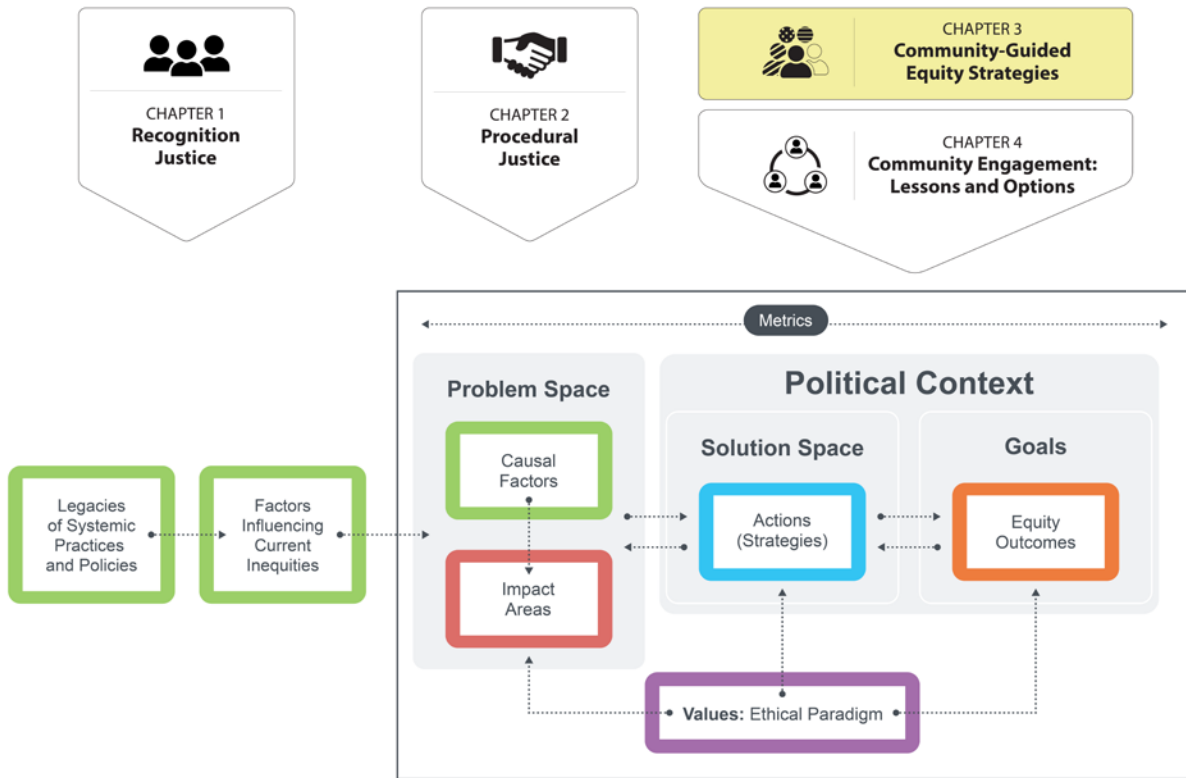 CHAPTER 1
Recognition
Justice
CHAPTER 2
Procedural
Justice
CHAPTER 3
Community-Guided
Equity Strategies
CHAPTER 4
Community Engagement:
Lessons and Options
Metrics
Problem Space
Political Context
Causal
Factors
Impact
Areas
Solution Space
Actions
(Strategies)
Goals
Equity
Outcomes
Legacies
of Systemic
Practices
and Policies
Factors
Influencing
Current
Inequities
Values: Ethical Paradigm